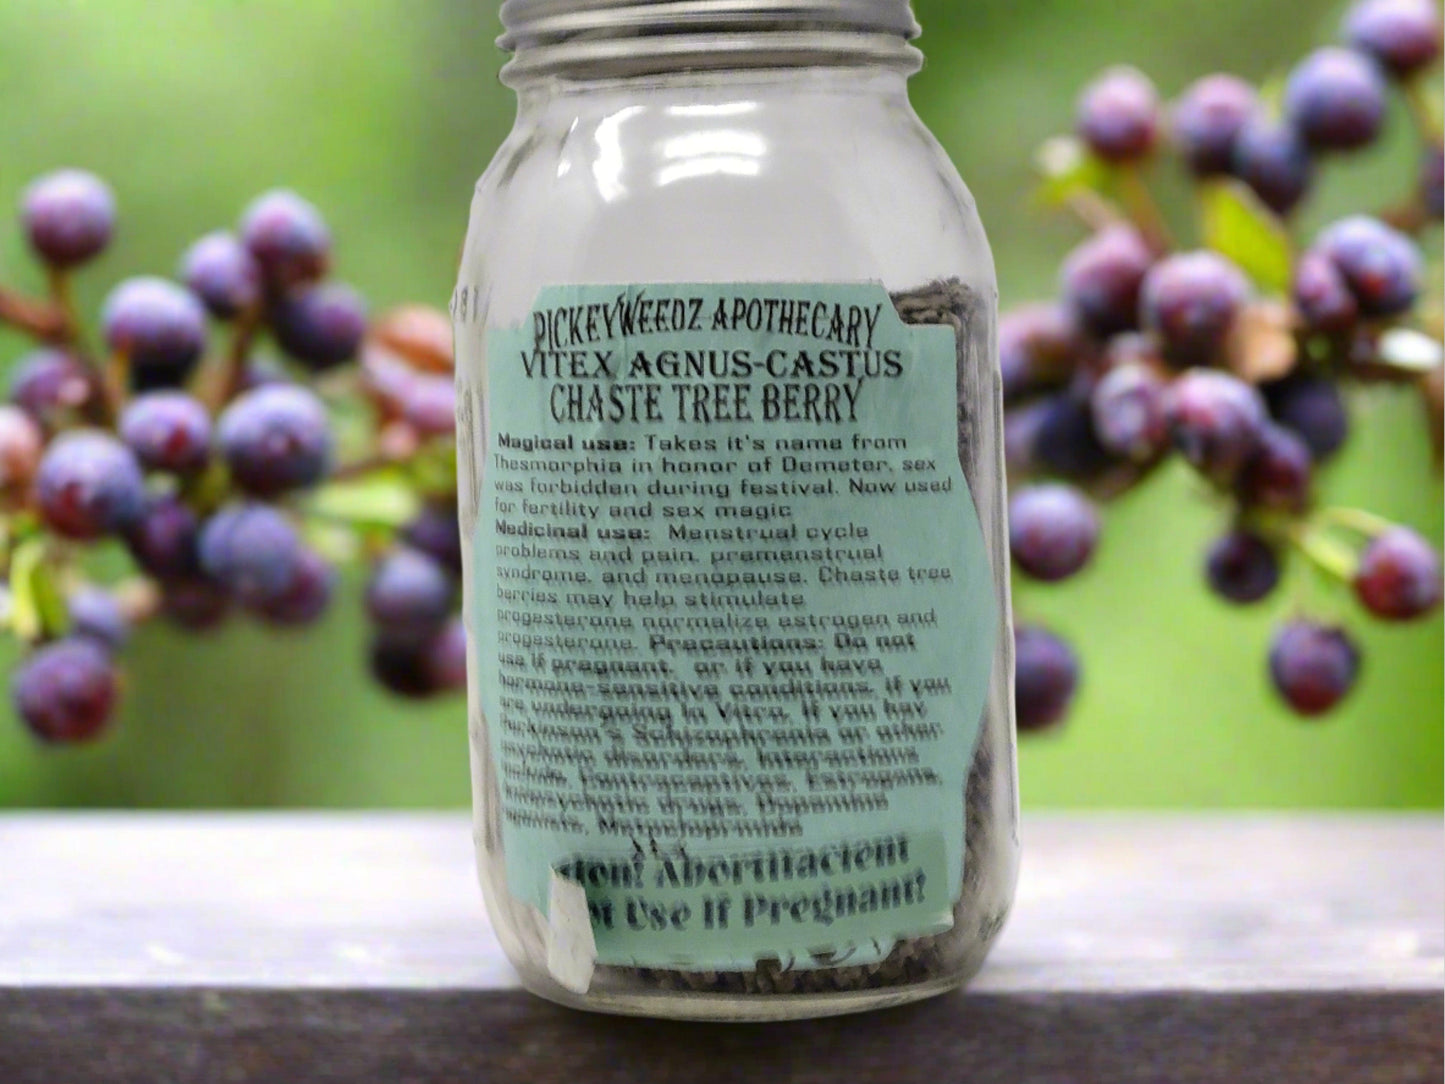 PICKEYWEEDZ APOTHECARY
VITEX AGNUS-CASTUS
CHASTE TREE BERRY
Magical use: Takes it's name from
Thesmorphia in honor of Demeter, sex
was forbidden during festival. Now used
for fertility and sex magic
Medicinal use: Menstrual cycle
problems and pain, premenstrual
syndrome, and menopause. Chaste tree
berries may help stimulate
progesterone normalize estrogen and
progesterone. Precautions: Do not
use if pregnant, or if you have
hormone-sensitive conditions, if you
are undergoing In Vitro, If you hav
Parkinson's Schizophrenia or other
psychotic disorders, Interactions
include, Contraceptives, Estrogens,
Antipsychotic drugs, Dopamine
agonists, Metoclopramide
Abortifacient
Use If Pregnant!